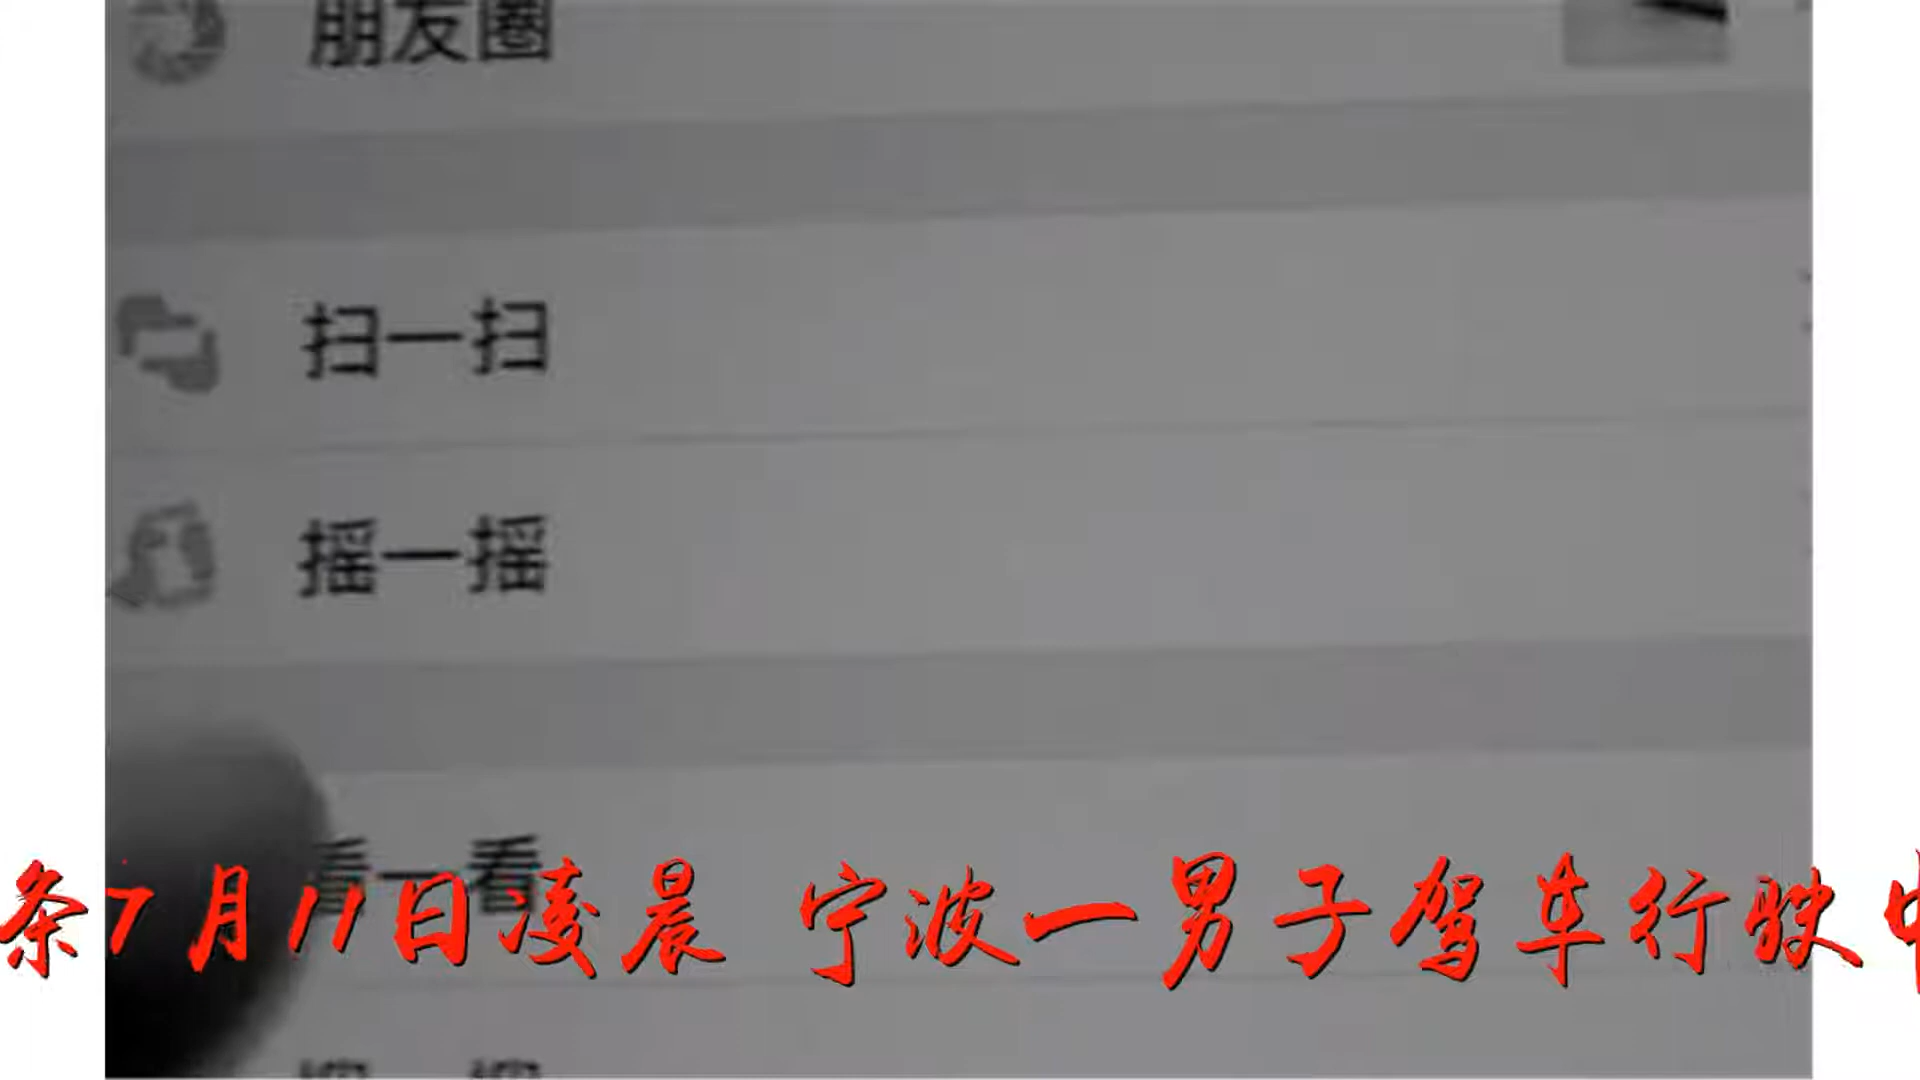 朋友圈
扫一扫
摇一摇
看一看
条7月11日凌晨 宁波一男子驾车行驶中